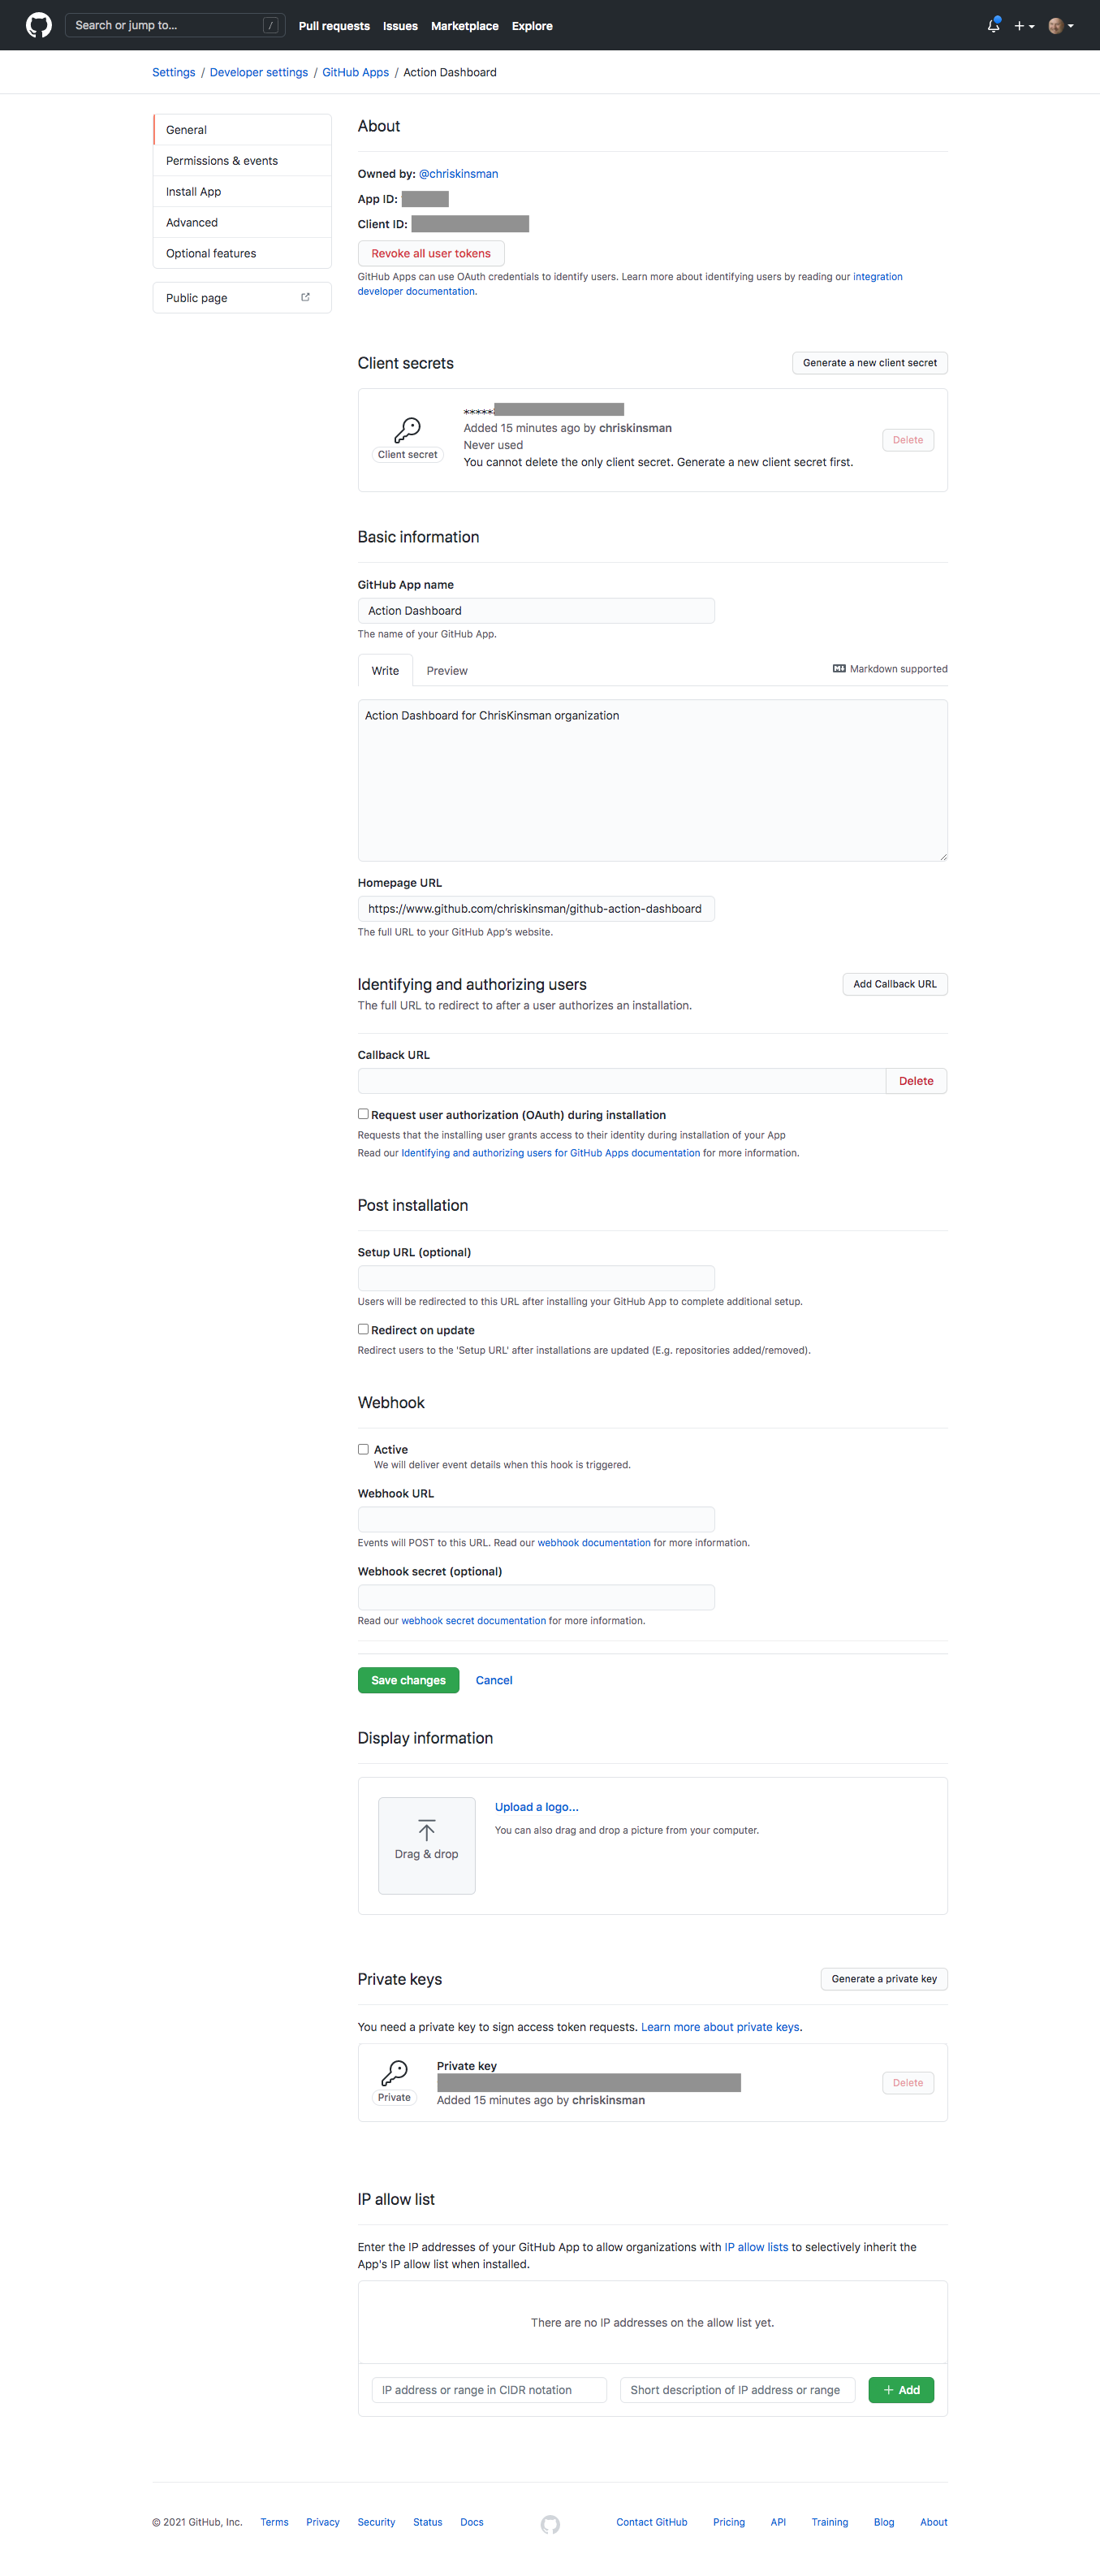 Search or jump to...
/
Pull requests
Issues
Marketplace
Explore
Settings / Developer settings / GitHub Apps / Action Dashboard
General
Permissions & events
Install App
Advanced
Optional features
Public page
About
Owned by: @chriskinsman
App ID:
Client ID:
Revoke all user tokens
GitHub Apps can use OAuth credentials to identify users. Learn more about identifying users by reading our integration
developer documentation.
Client secrets
Generate a new client secret
Client secret
*****
Added 15 minutes ago by chriskinsman
Never used
You cannot delete the only client secret. Generate a new client secret first.
Delete
Basic information
GitHub App name
Action Dashboard
The name of your GitHub App.
Write
Preview
Markdown supported
Action Dashboard for ChrisKinsman organization
Homepage URL
https://www.github.com/chriskinsman/github-action-dashboard
The full URL to your GitHub App's website.
Identifying and authorizing users
Add Callback URL
The full URL to redirect to after a user authorizes an installation.
Callback URL
Delete
Request user authorization (OAuth) during installation
Requests that the installing user grants access to their identity during installation of your App
Read our Identifying and authorizing users for GitHub Apps documentation for more information.
Post installation
Setup URL (optional)
Users will be redirected to this URL after installing your GitHub App to complete additional setup.
Redirect on update
Redirect users to the 'Setup URL' after installations are updated (E.g. repositories added/removed).
Webhook
Active
We will deliver event details when this hook is triggered.
Webhook URL
Events will POST to this URL. Read our webhook documentation for more information.
Webhook secret (optional)
Read our webhook secret documentation for more information.
Save changes
Cancel
Display information
Drag & drop
Upload a logo...
You can also drag and drop a picture from your computer.
Private keys
Generate a private key
You need a private key to sign access token requests. Learn more about private keys.
Private
Private key
Added 15 minutes ago by chriskinsman
Delete
IP allow list
Enter the IP addresses of your GitHub App to allow organizations with IP allow lists to selectively inherit the
App's IP allow list when installed.
There are no IP addresses on the allow list yet.
IP address or range in CIDR notation
Short description of IP address or range
+ Add
© 2021 GitHub, Inc.
Terms
Privacy
Security
Status
Docs
Contact GitHub
Pricing
API
Training
Blog
About